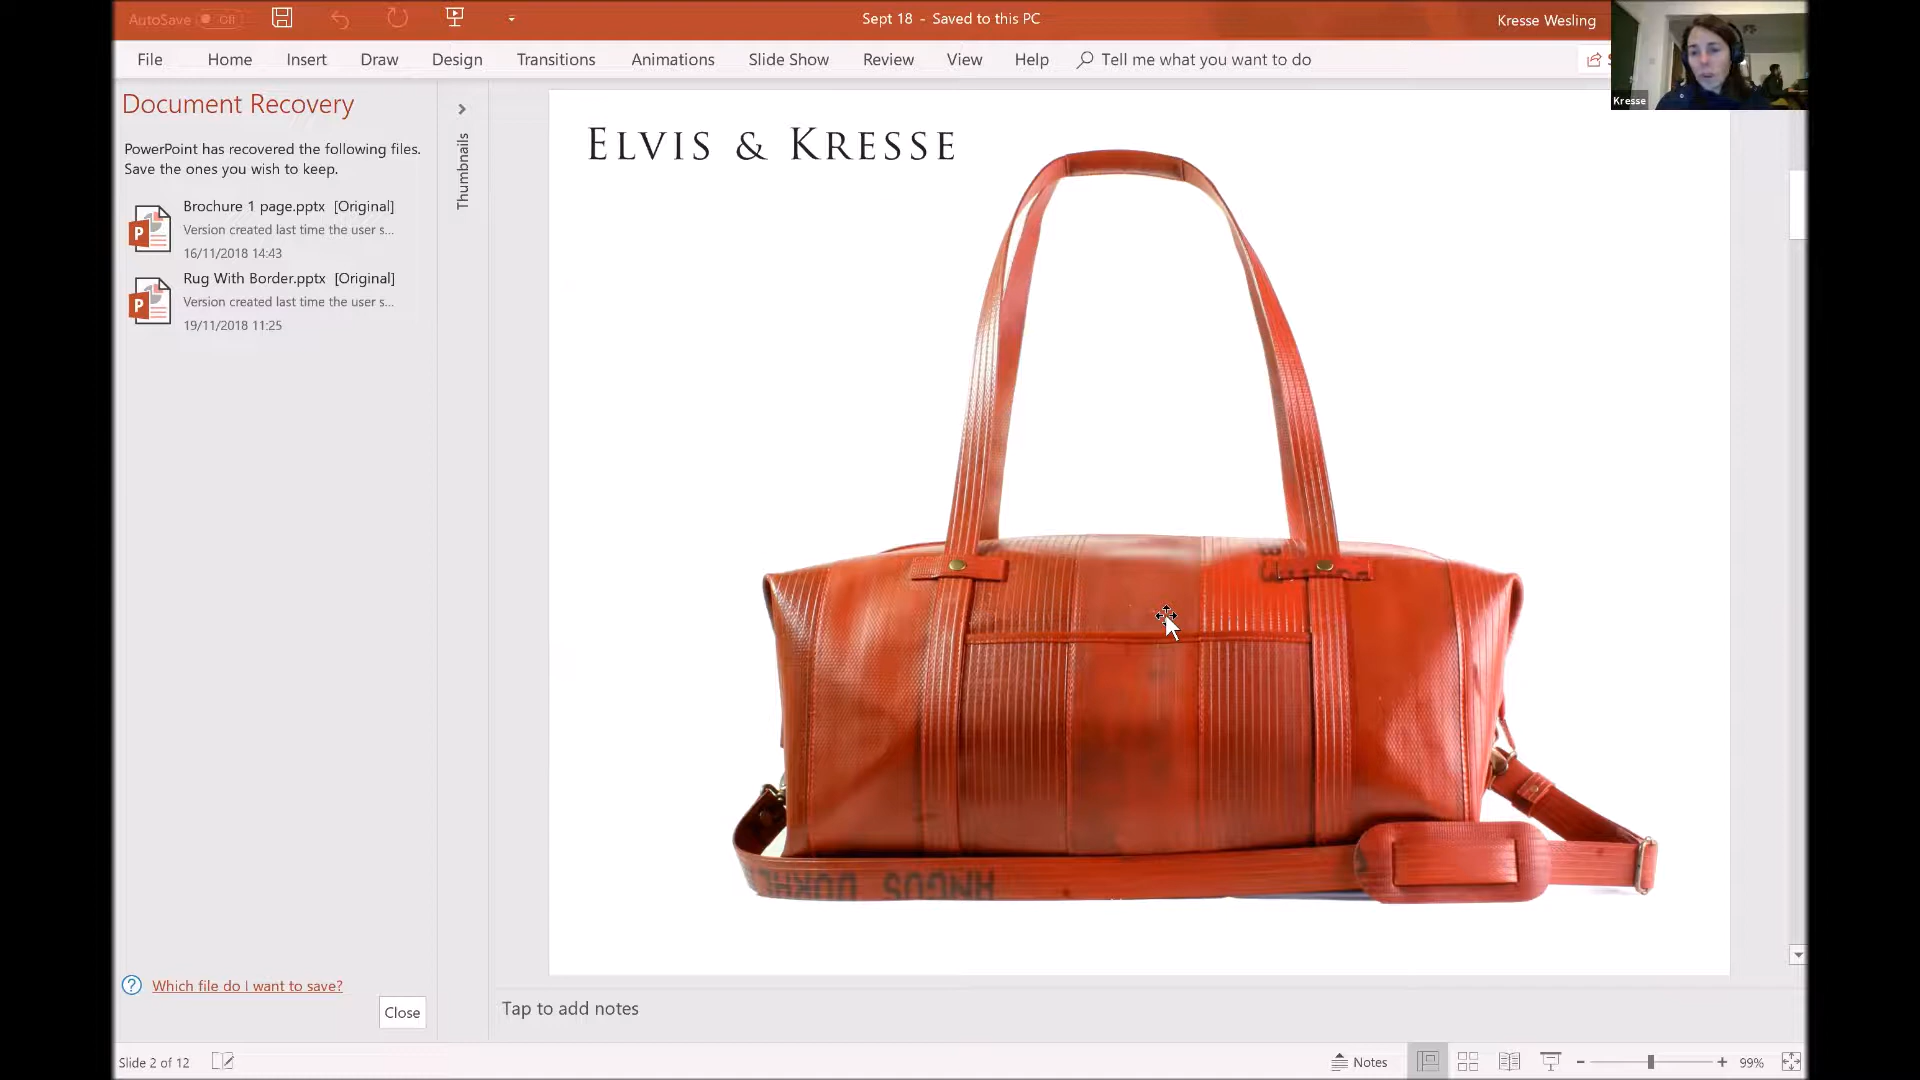 AutoSave Off
Sept 18 - Saved to this PC
Kresse Wesling
File Home Insert Draw Design Transitions Animations Slide Show Review View Help Tell me what you want to do
Kresse
Document Recovery
PowerPoint has recovered the following files.
Save the ones you wish to keep.
Brochure 1 page.pptx [Original]
Version created last time the user s...
16/11/2018 14:43
Rug With Border.pptx [Original]
Version created last time the user s...
19/11/2018 11:25
Thumbnails
ELVIS & KRESSE
ANGUS
Which file do I want to save?
Close
Tap to add notes
Slide 2 of 12
Notes
99%